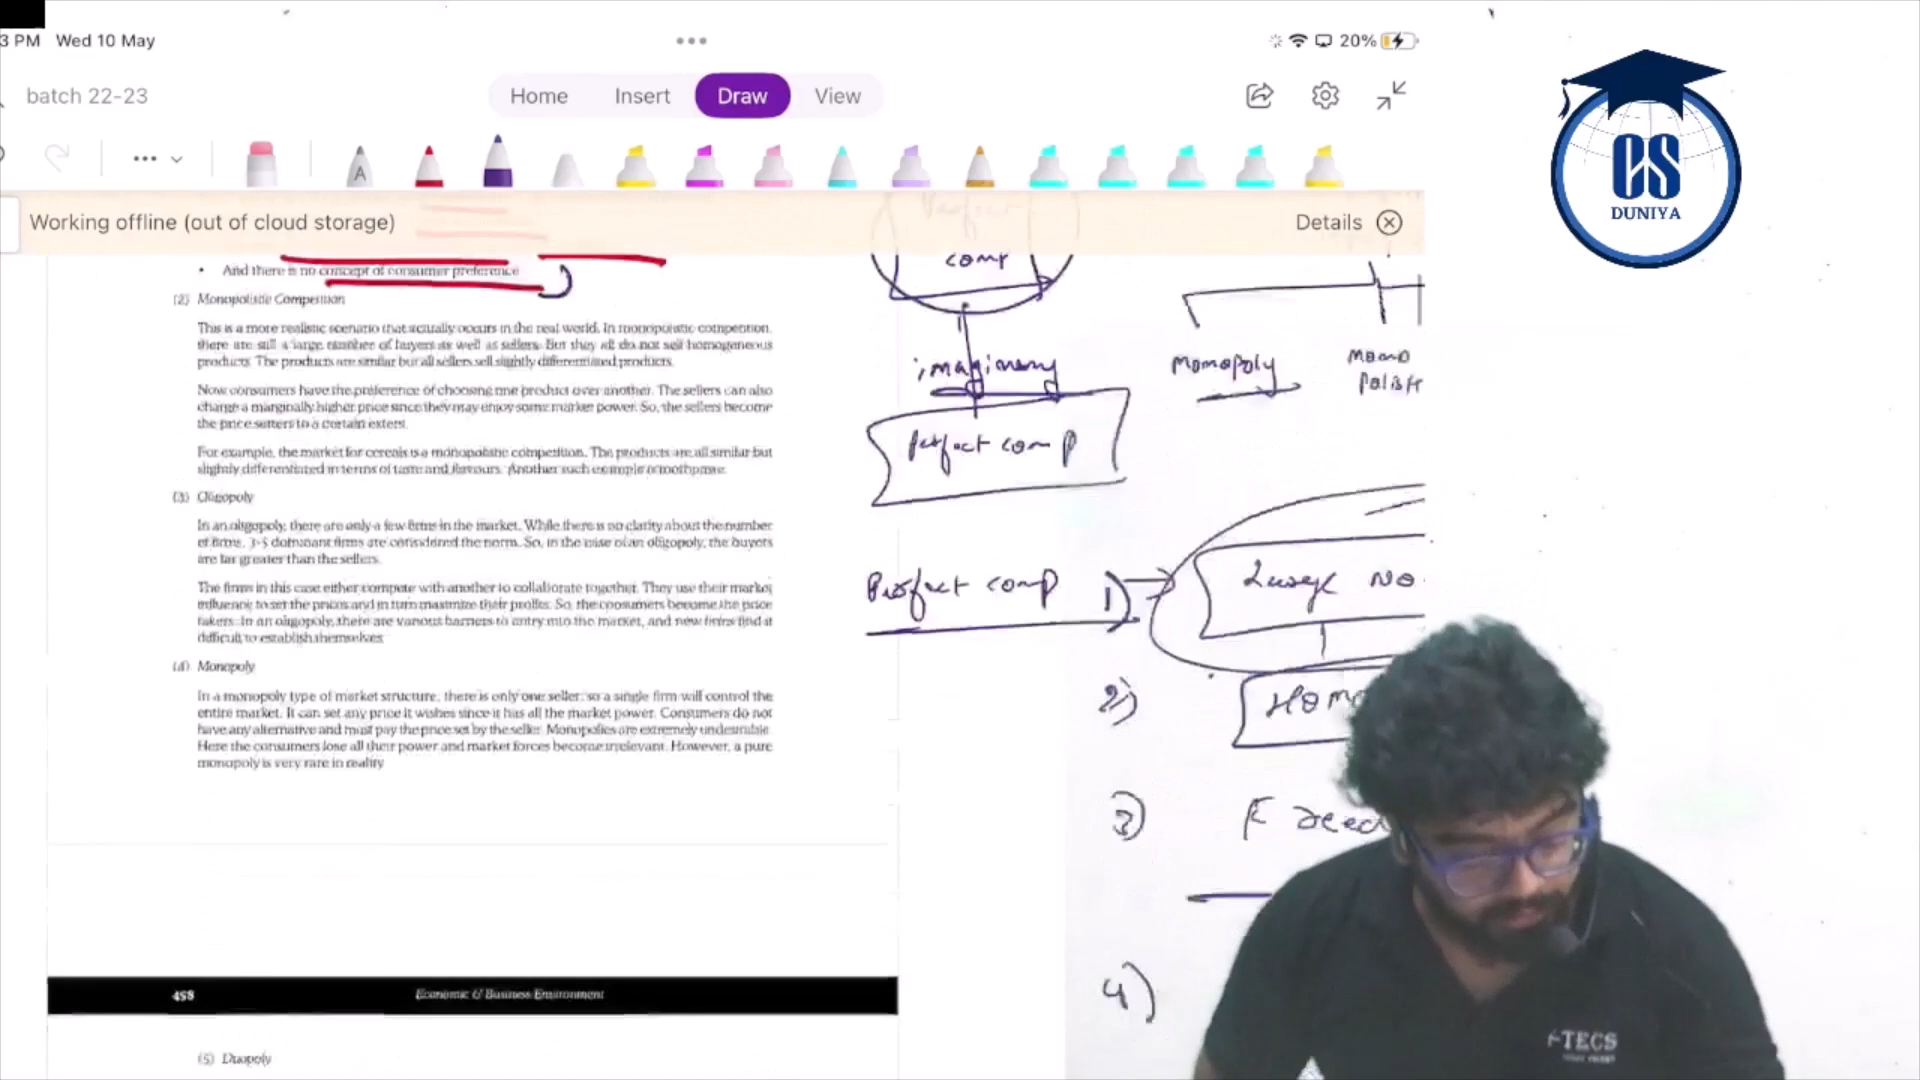 3 PM Wed 10 May
20%
batch 22-23
Home Insert Draw View
A
Working offline (out of cloud storage)
Details
CS
DUNIYA
• And there is no concept of consumer preference
(2) Monopolistic Competition
This is a more realistic scenario that actually occurs in the real world. In monopolistic competition,
there are still a large number of buyers as well as sellers. But they all do not sell homogeneous
products. The products are similar but all sellers sell slightly differentiated products.
Now consumers have the preference of choosing one product over another. The sellers can also
charge a marginally higher price since they may enjoy some market power. So, the sellers become
the price setters to a certain extent.
For example, the market for cereals is a monopolistic competition. The products are all similar but
slightly differentiated in terms of taste and flavours. Another such example is toothpaste.
(3) Oligopoly
In an oligopoly, there are only a few firms in the market. While there is no clarity about the number
of firms, 3-5 dominant firms are considered the norm. So, in the case of an oligopoly, the buyers
are far greater than the sellers.
The firms in this case either compete with another to collaborate together. They use their market
influence to set the prices and in turn maximize their profits. So, the consumers become the price
takers. In an oligopoly, there are various barriers to entry into the market, and new firms find it
difficult to establish themselves.
(4) Monopoly
In a monopoly type of market structure, there is only one seller, so a single firm will control the
entire market. It can set any price it wishes since it has all the market power. Consumers do not
have any alternative and must pay the price set by the seller. Monopolies are extremely undesirable.
Here the consumers lose all their power and market forces become irrelevant. However, a pure
monopoly is very rare in reality
458 Economic & Business Environment
(5) Duopoly
comp
imaginary
Perfect comp
Monopoly
Mono
Polist
Perfect comp 1)
Large No
2) Homo
3)
4)
TECS